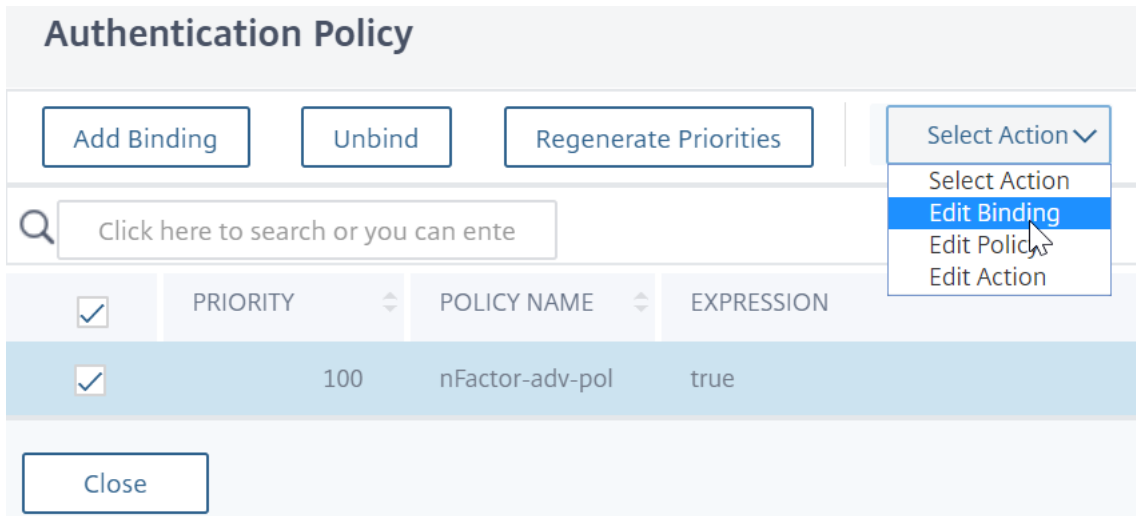 Authentication Policy
Add Binding
Unbind
Regenerate Priorities
Select Action
Select Action
Edit Binding
Edit Policy
Edit Action
Click here to search or you can ente
PRIORITY
POLICY NAME
EXPRESSION
100
nFactor-adv-pol
true
Close